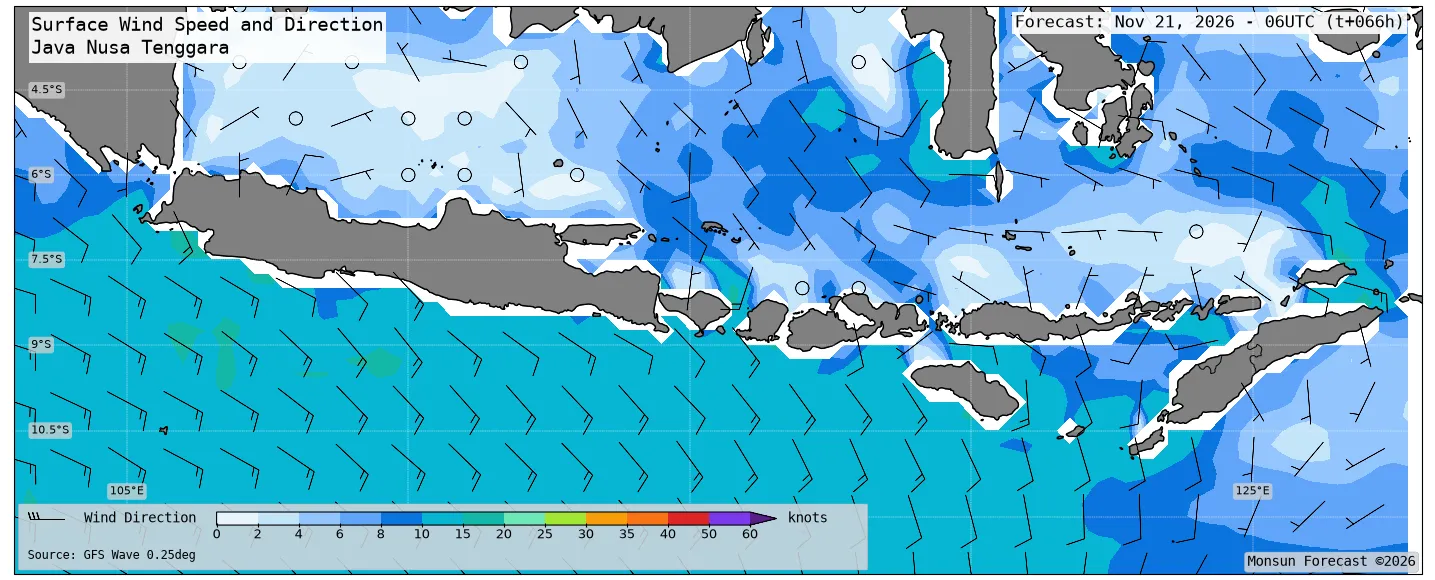 Surface Wind Speed and Direction
Java Nusa Tenggara
Forecast: Nov 21, 2026 - 06UTC (t+066h)
4.5°S
6°S
7.5°S
9°S
10.5°S
105°E
125°E
Wind Direction
knots
0 2 4 6 8 10 15 20 25 30 35 40 50 60
Source: GFS Wave 0.25deg
Monsun Forecast ©2026